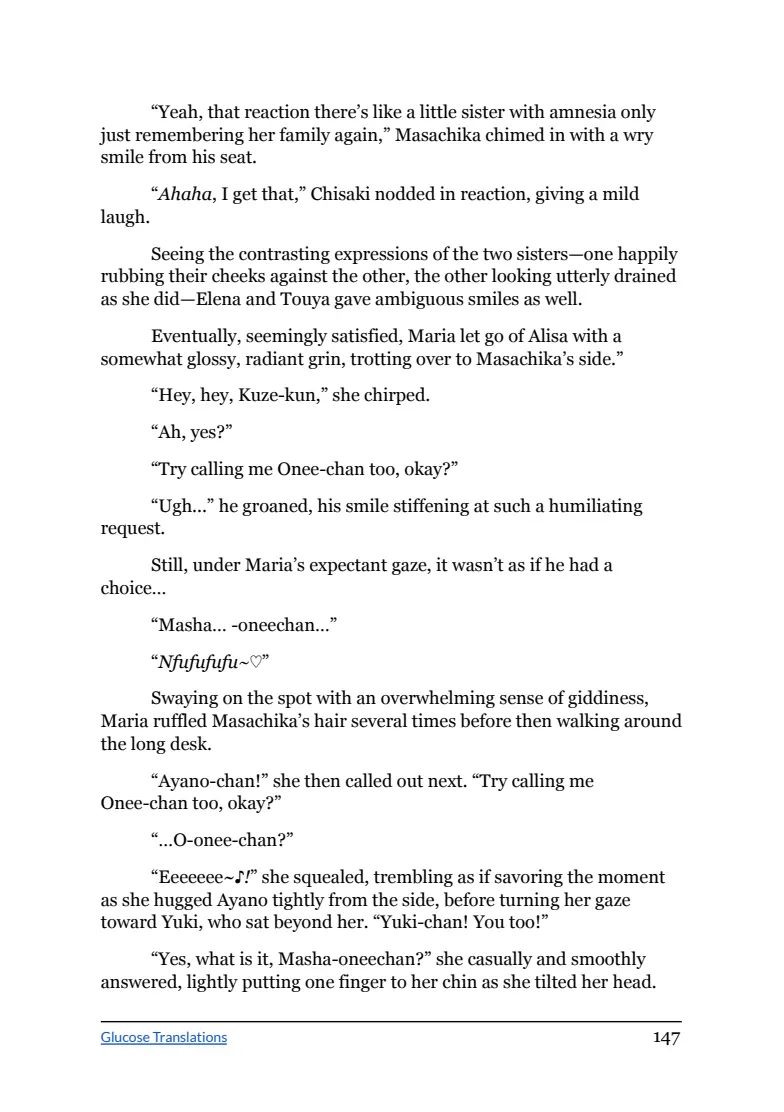 “Yeah, that reaction there’s like a little sister with amnesia only
just remembering her family again,” Masachika chimed in with a wry
smile from his seat.
“Ahaha, I get that,” Chisaki nodded in reaction, giving a mild
laugh.
Seeing the contrasting expressions of the two sisters—one happily
rubbing their cheeks against the other, the other looking utterly drained
as she did—Elena and Touya gave ambiguous smiles as well.
Eventually, seemingly satisfied, Maria let go of Alisa with a
somewhat glossy, radiant grin, trotting over to Masachika’s side.”
“Hey, hey, Kuze-kun,” she chirped.
“Ah, yes?”
“Try calling me Onee-chan too, okay?”
“Ugh…” he groaned, his smile stiffening at such a humiliating
request.
Still, under Maria’s expectant gaze, it wasn’t as if he had a
choice…
“Masha… -oneechan…”
“Nfufufufu~♡”
Swaying on the spot with an overwhelming sense of giddiness,
Maria ruffled Masachika’s hair several times before then walking around
the long desk.
“Ayano-chan!” she then called out next. “Try calling me
Onee-chan too, okay?”
“…O-onee-chan?”
“Eeeeeee~♪!” she squealed, trembling as if savoring the moment
as she hugged Ayano tightly from the side, before turning her gaze
toward Yuki, who sat beyond her. “Yuki-chan! You too!”
“Yes, what is it, Masha-oneechan?” she casually and smoothly
answered, lightly putting one finger to her chin as she tilted her head.
Glucose Translations
147